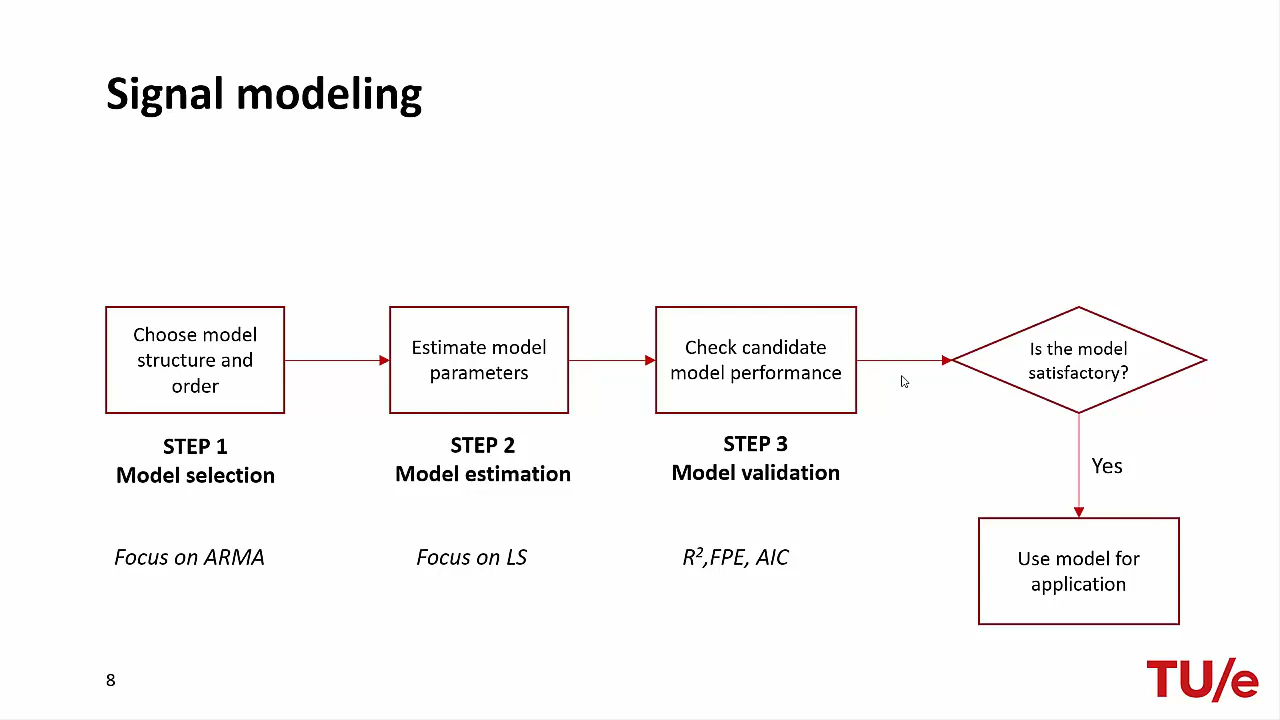 Signal modeling
Choose model
structure and
order
Estimate model
parameters
Check candidate
model performance
Is the model
satisfactory?
STEP 1
Model selection
STEP 2
Model estimation
STEP 3
Model validation
Yes
Focus on ARMA
Focus on LS
R²,FPE, AIC
Use model for
application
8
TU/e